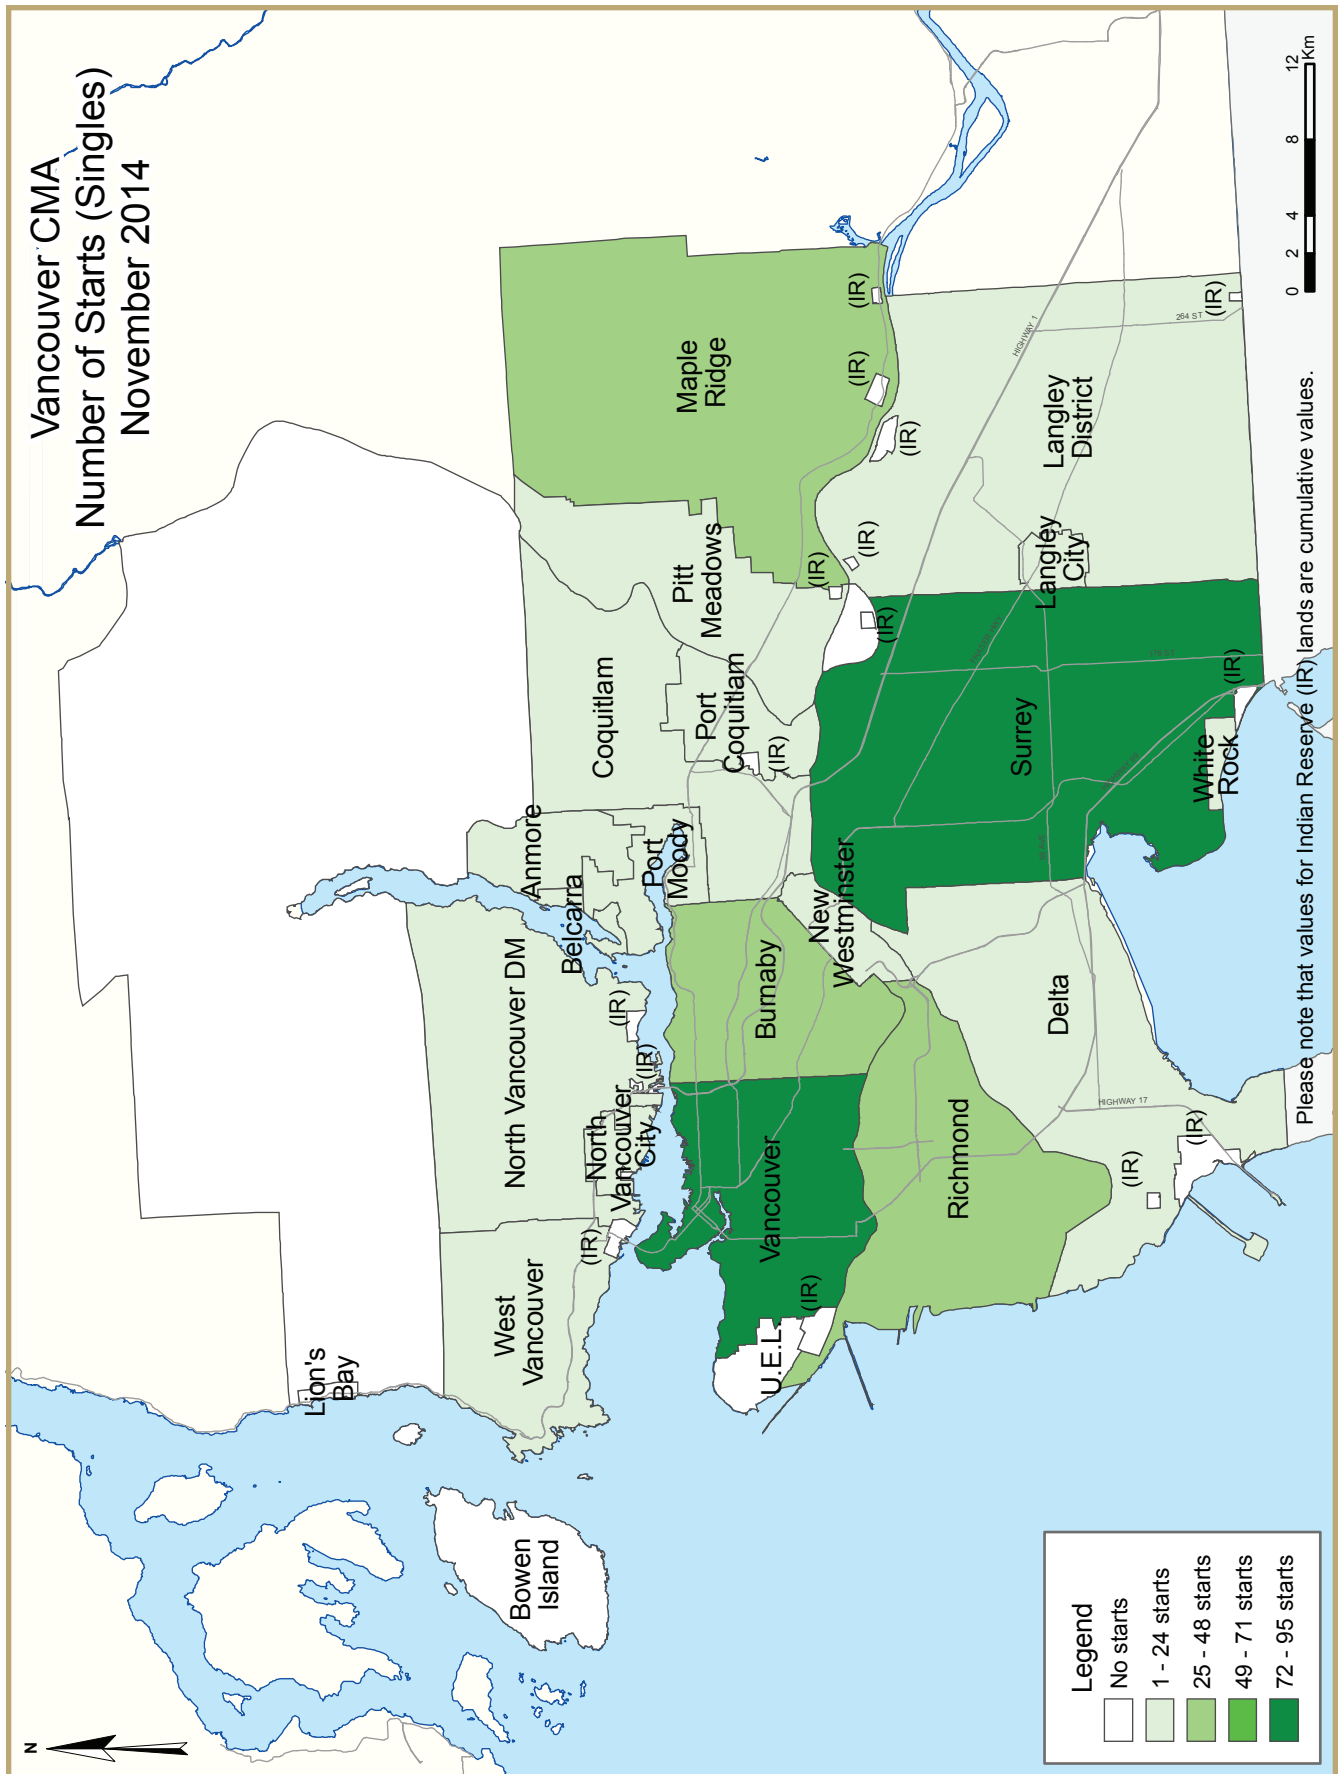 Vancouver CMA
Number of Starts (Singles)
November 2014
N
Lion's
Bay
Bowen
Island
West
Vancouver
North Vancouver DM
North
Vancouver
City
(IR)
(IR)
(IR)
Anmore
Belcarra
Port
Moody
Coquitlam
Port
Coquitlam
(IR)
Pitt
Meadows
Maple
Ridge
(IR)
(IR)
(IR)
(IR)
(IR)
(IR)
U.E.L.
(IR)
Vancouver
Burnaby
New
Westminster
Richmond
Delta
(IR)
(IR)
HIGHWAY 17
Surrey
176 ST
White
Rock
(IR)
Langley
City
Langley
District
HIGHWAY 1
264 ST
(IR)
Legend
No starts
1 - 24 starts
25 - 48 starts
49 - 71 starts
72 - 95 starts
Please note that values for Indian Reserve (IR) lands are cumulative values.
0 2 4 8 12
Km